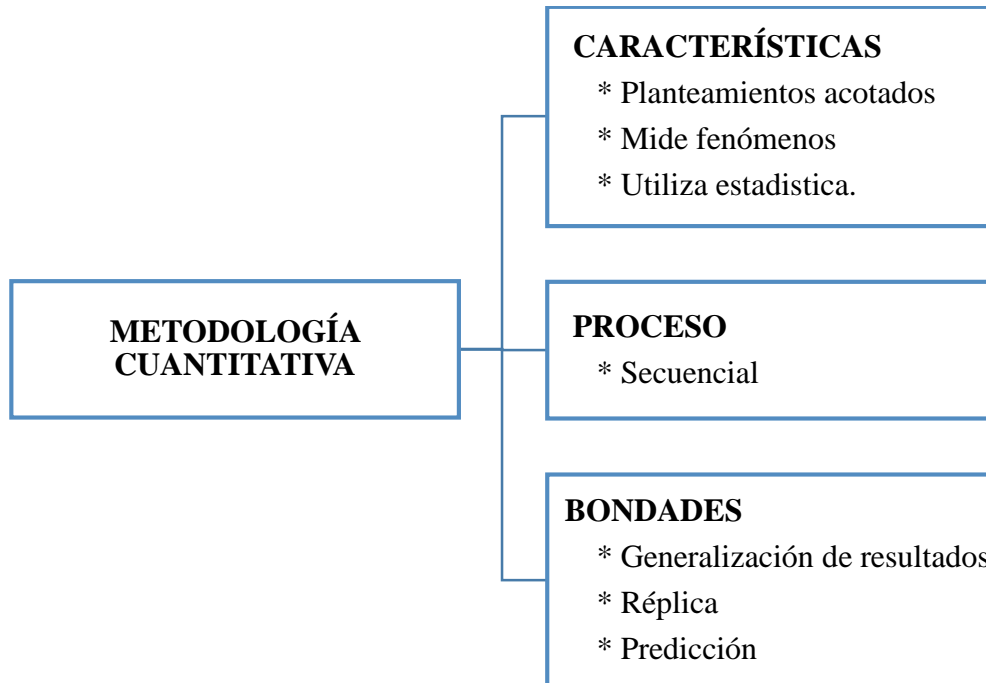 METODOLOGÍA
CUANTITATIVA
CARACTERÍSTICAS
* Planteamientos acotados
* Mide fenómenos
* Utiliza estadistica.
PROCESO
* Secuencial
BONDADES
* Generalización de resultados
* Réplica
* Predicción